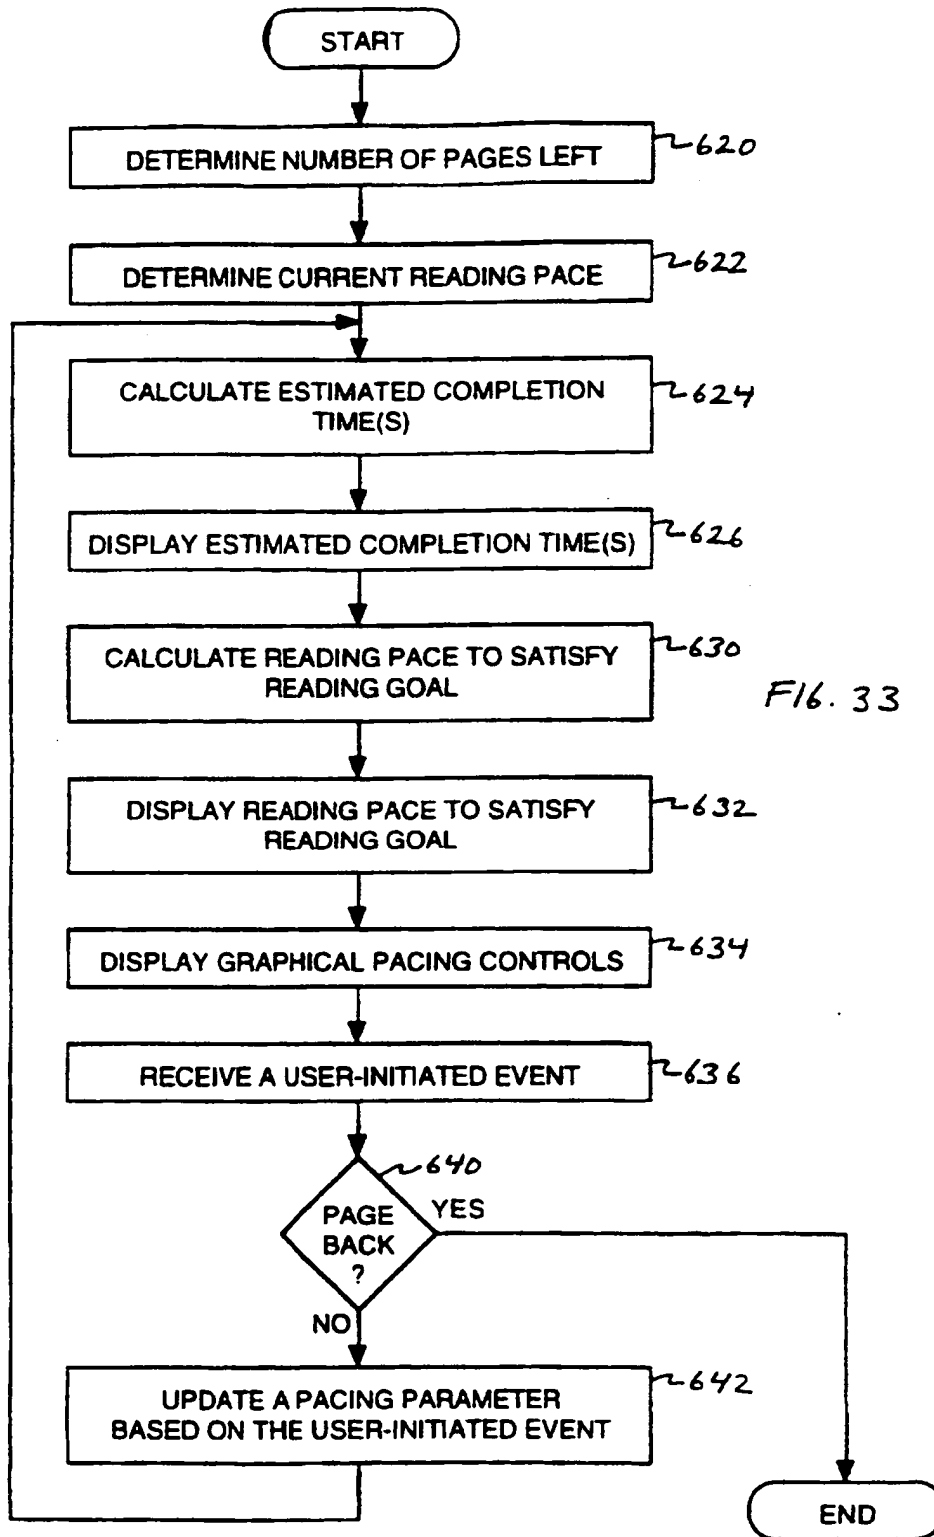 START
DETERMINE NUMBER OF PAGES LEFT
620
DETERMINE CURRENT READING PACE
622
CALCULATE ESTIMATED COMPLETION
TIME(S)
624
DISPLAY ESTIMATED COMPLETION TIME(S)
626
CALCULATE READING PACE TO SATISFY
READING GOAL
630
FIG. 33
DISPLAY READING PACE TO SATISFY
READING GOAL
632
DISPLAY GRAPHICAL PACING CONTROLS
634
RECEIVE A USER-INITIATED EVENT
636
640
PAGE
BACK
?
YES
NO
UPDATE A PACING PARAMETER
BASED ON THE USER-INITIATED EVENT
642
END